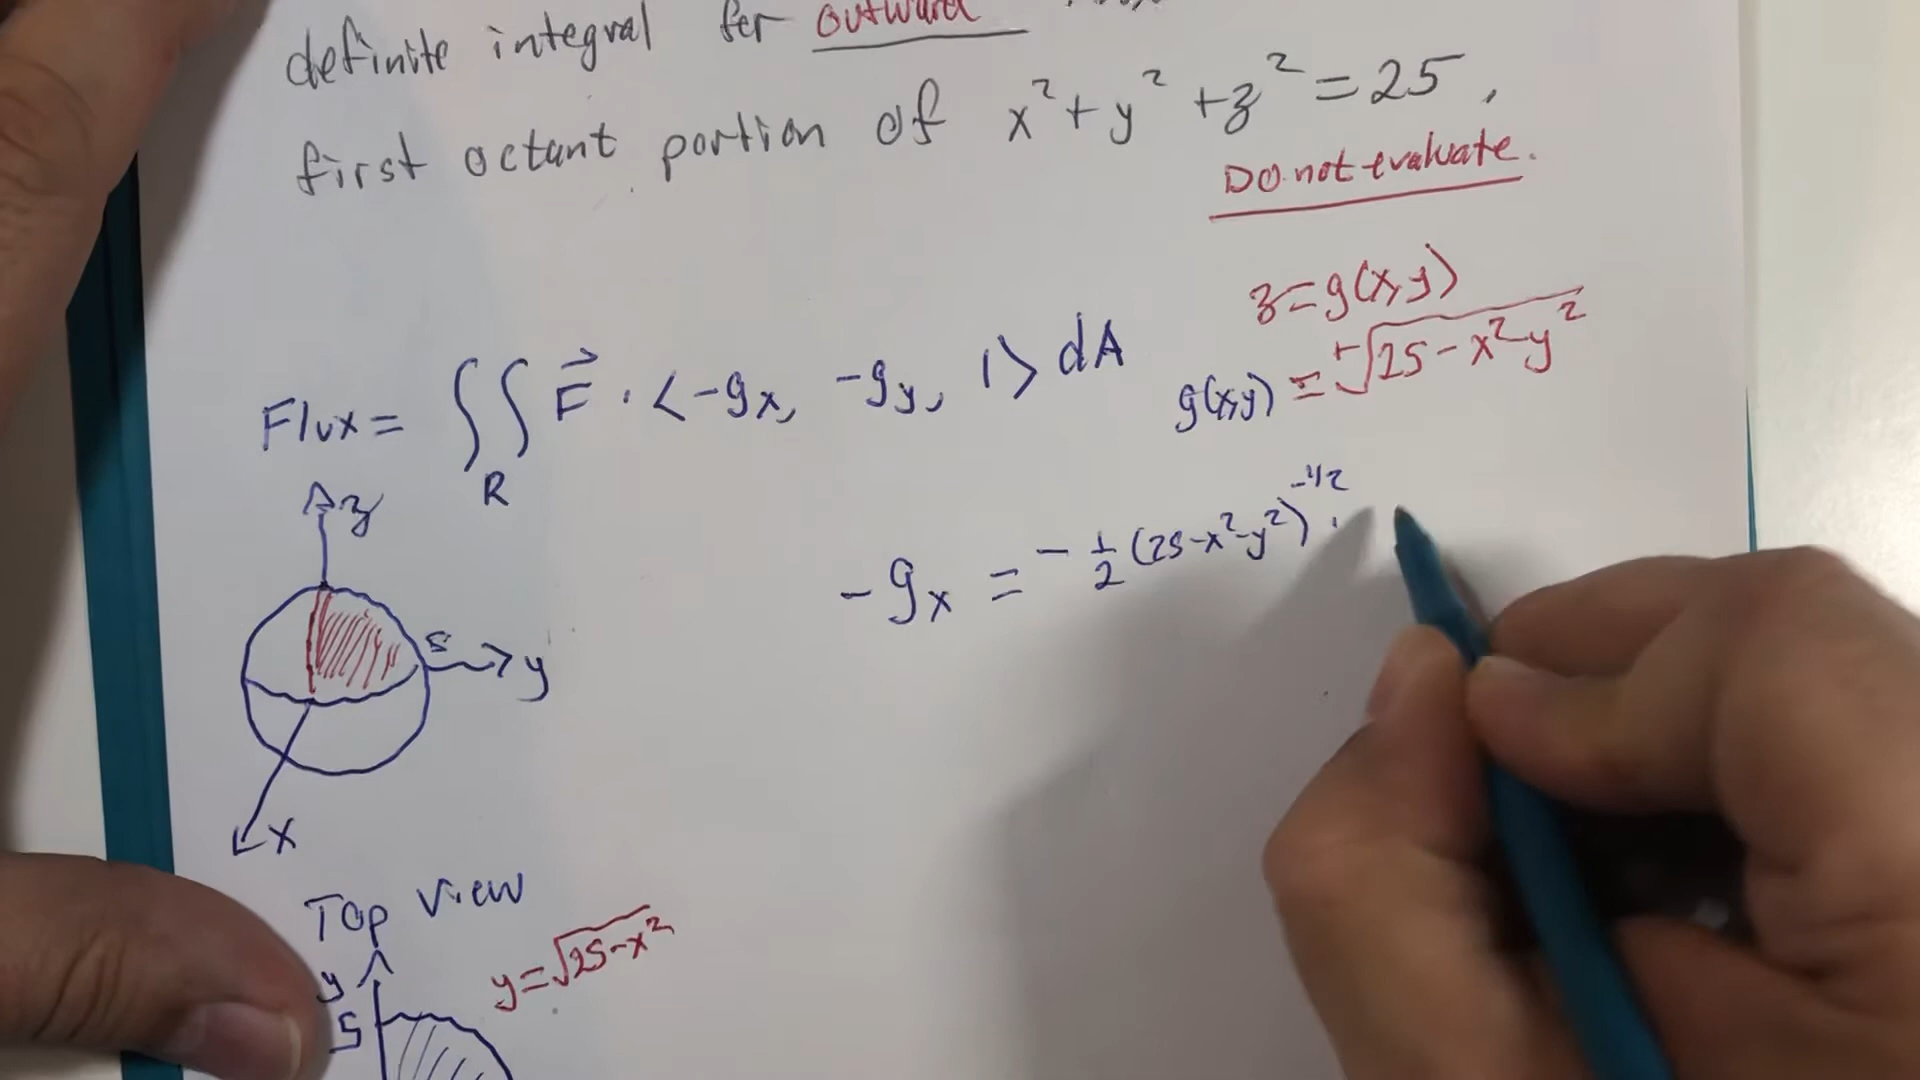 definite integral for outward
first octant portion of x² + y² + z² = 25,
Do not evaluate.
z = g(x,y)
g(x,y) = +√25 - x² - y²
Flux = ∬ F⃗ · < -gx, -gy, 1> dA
R
z
-gx = - 1/2 (25-x²-y²)^-1/2 ·
5
y
x
Top View
y = √25-x²
y
5